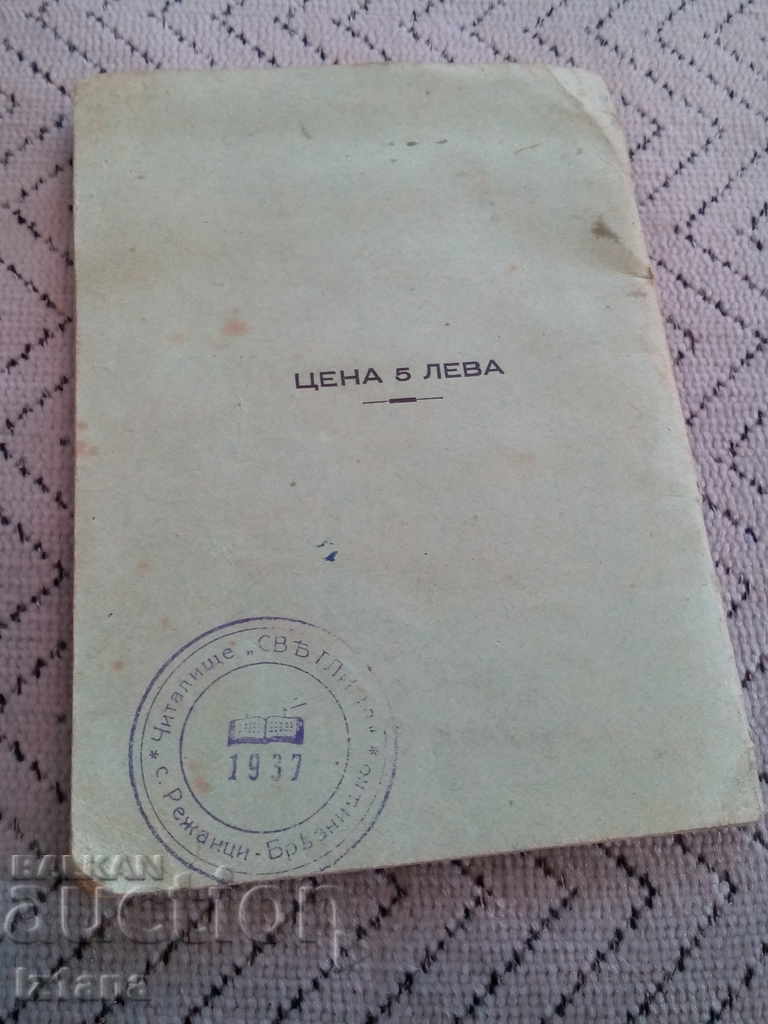 ЦЕНА 5 ЛЕВА
* Читалище „СВѢТЛИНА“ *
с. Режанци - Брѣзнишко
1937
BALKAN
auction
Iztana